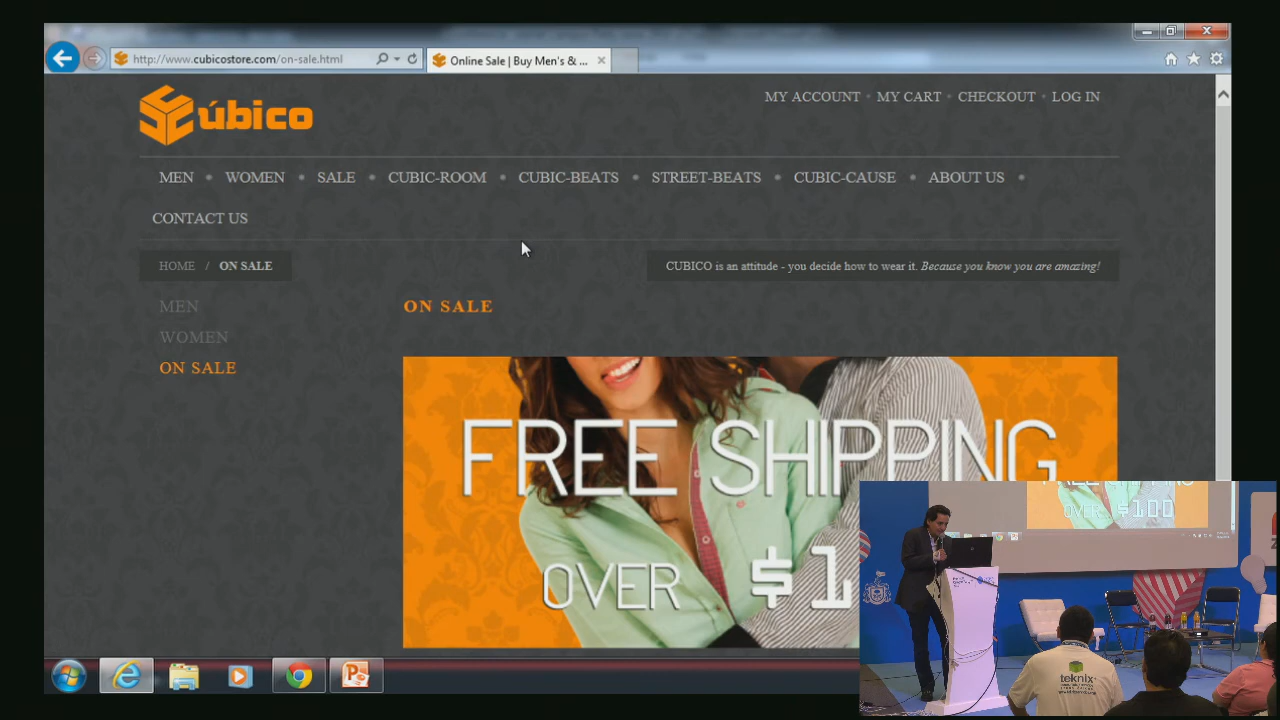 http://www.cubicostore.com/on-sale.html
Online Sale | Buy Men's & ...
úbico
MY ACCOUNT • MY CART • CHECKOUT • LOG IN
MEN • WOMEN • SALE • CUBIC-ROOM • CUBIC-BEATS • STREET-BEATS • CUBIC-CAUSE • ABOUT US •
CONTACT US
HOME / ON SALE
CUBICO is an attitude - you decide how to wear it. Because you know you are amazing!
MEN
WOMEN
ON SALE
ON SALE
FREE SHIPPING
OVER $1
OVER $100
teknix